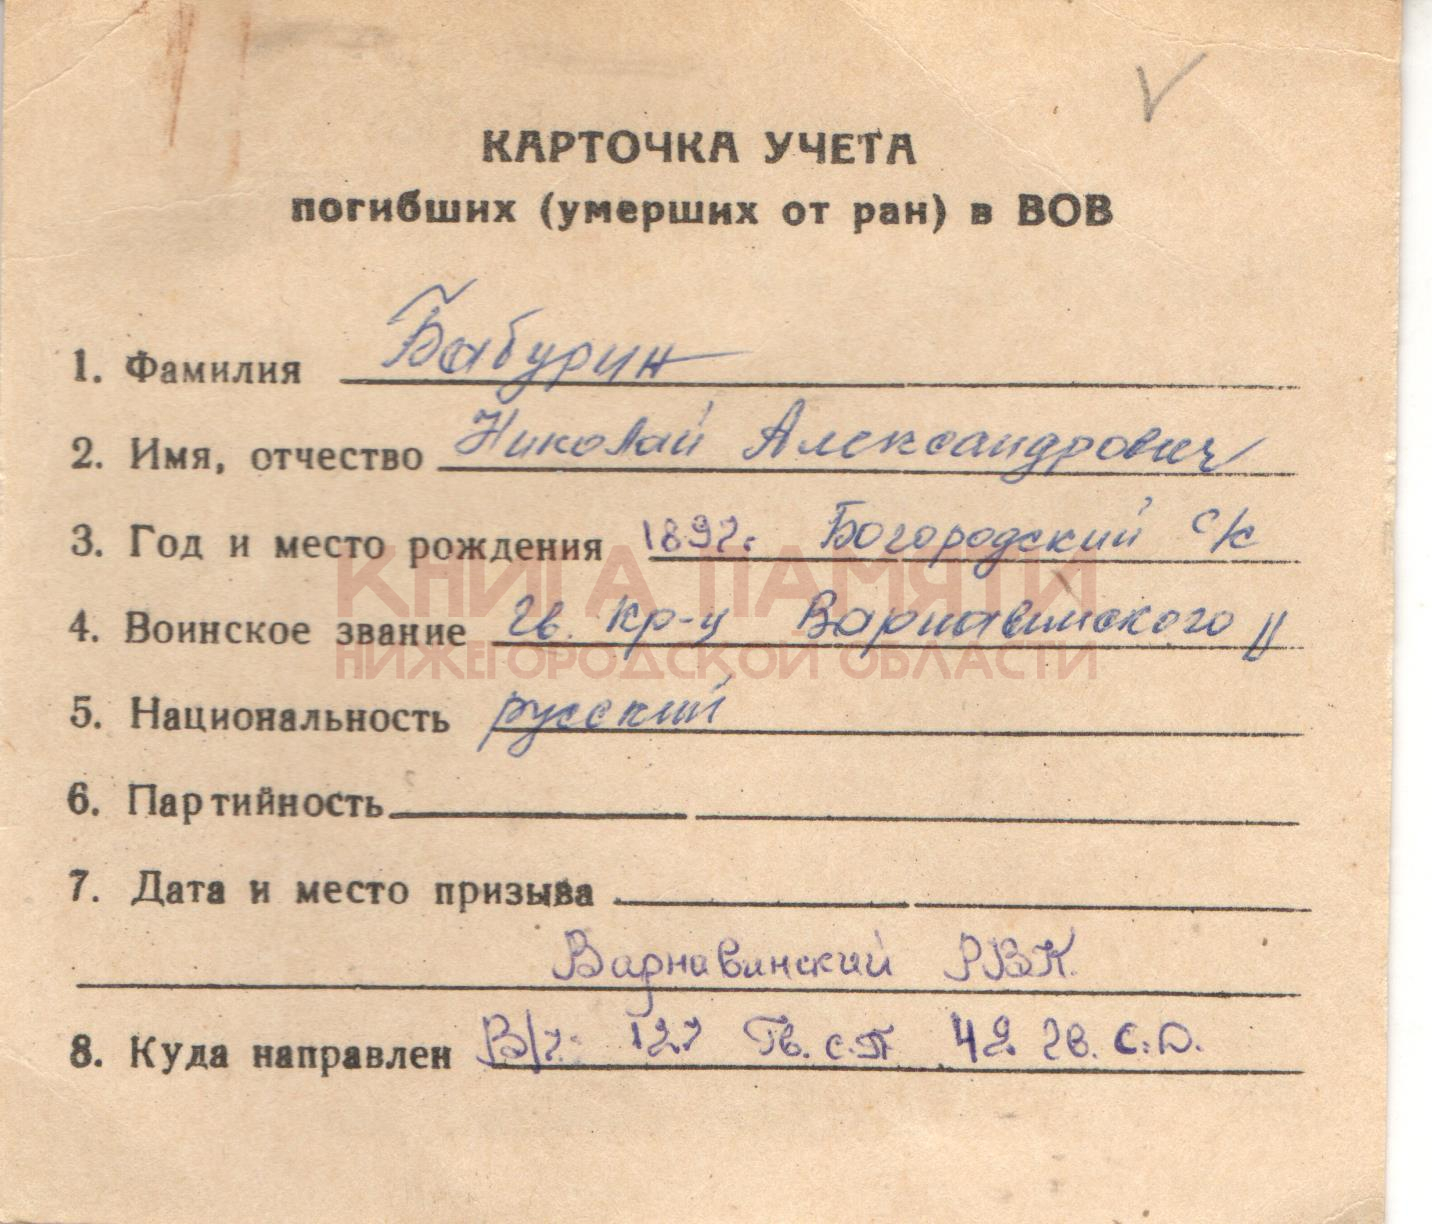 КАРТОЧКА УЧЕТА
погибших (умерших от ран) в ВОВ
1. Фамилия Бабурин
2. Имя, отчество Николай Александрович
3. Год и место рождения 1892г. Богородский с/с
КНИГА ПАМЯТИ
4. Воинское звание гв. кр-ц Варнавинского
НИЖЕГОРОДСКОЙ ОБЛАСТИ
5. Национальность русский
6. Партийность
7. Дата и место призыва
Варнавинский РВК.
8. Куда направлен В/ч. 127 Гв. с.п 42 гв. с.д.